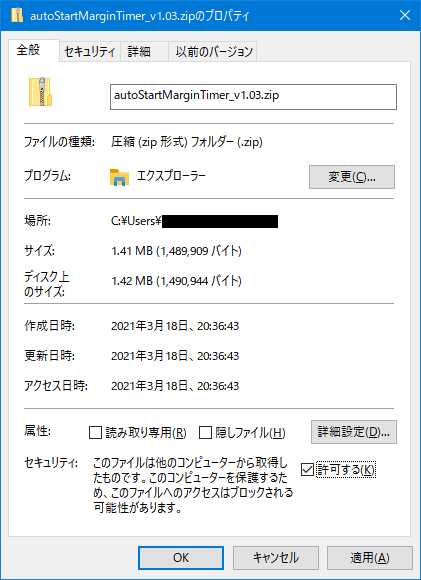 autoStartMarginTimer_v1.03.zipのプロパティ
全般 セキュリティ 詳細 以前のバージョン
autoStartMarginTimer_v1.03.zip
ファイルの種類: 圧縮 (zip 形式) フォルダー (.zip)
プログラム: エクスプローラー 変更(C)...
場所: C:¥Users¥
サイズ: 1.41 MB (1,489,909 バイト)
ディスク上
のサイズ: 1.42 MB (1,490,944 バイト)
作成日時: 2021年3月18日、20:36:43
更新日時: 2021年3月18日、20:36:43
アクセス日時: 2021年3月18日、20:36:43
属性: 読み取り専用(R) 隠しファイル(H) 詳細設定(D)...
セキュリティ: このファイルは他のコンピューターから取得し
たものです。このコンピューターを保護するた
め、このファイルへのアクセスはブロックされる
可能性があります。
許可する(K)
OK キャンセル 適用(A)